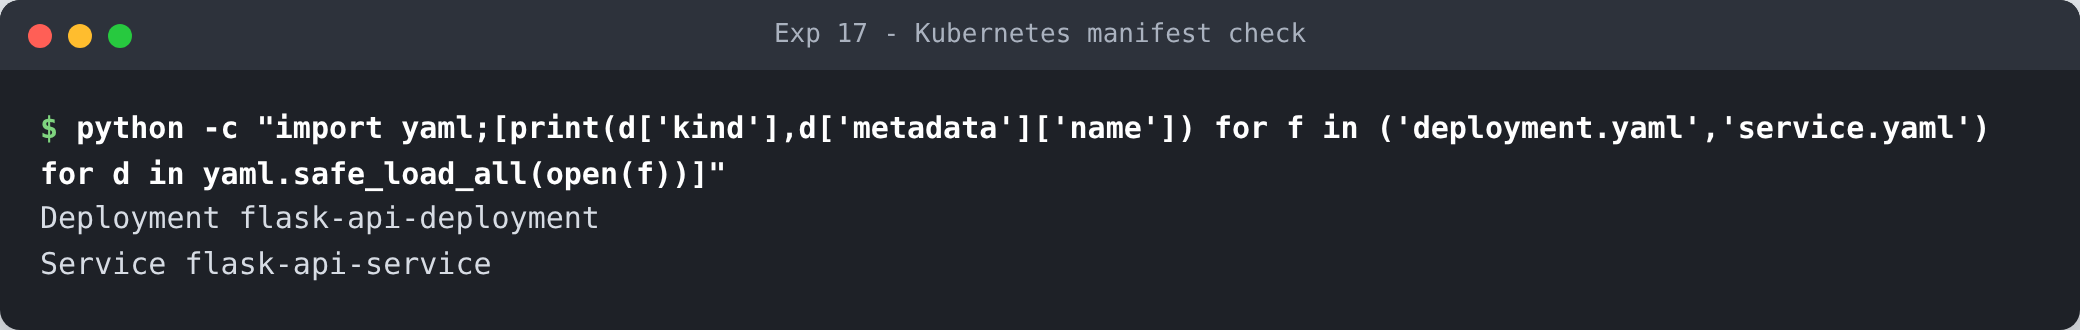 Exp 17 - Kubernetes manifest check
$ python -c "import yaml;[print(d['kind'],d['metadata']['name']) for f in ('deployment.yaml','service.yaml')
for d in yaml.safe_load_all(open(f))]"
Deployment flask-api-deployment
Service flask-api-service